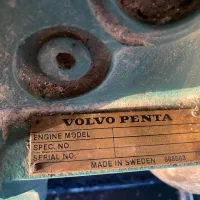 VOLVO PENTA
ENGINE MODEL
SPEC. NO
SERIAL NO.
MADE IN SWEDEN